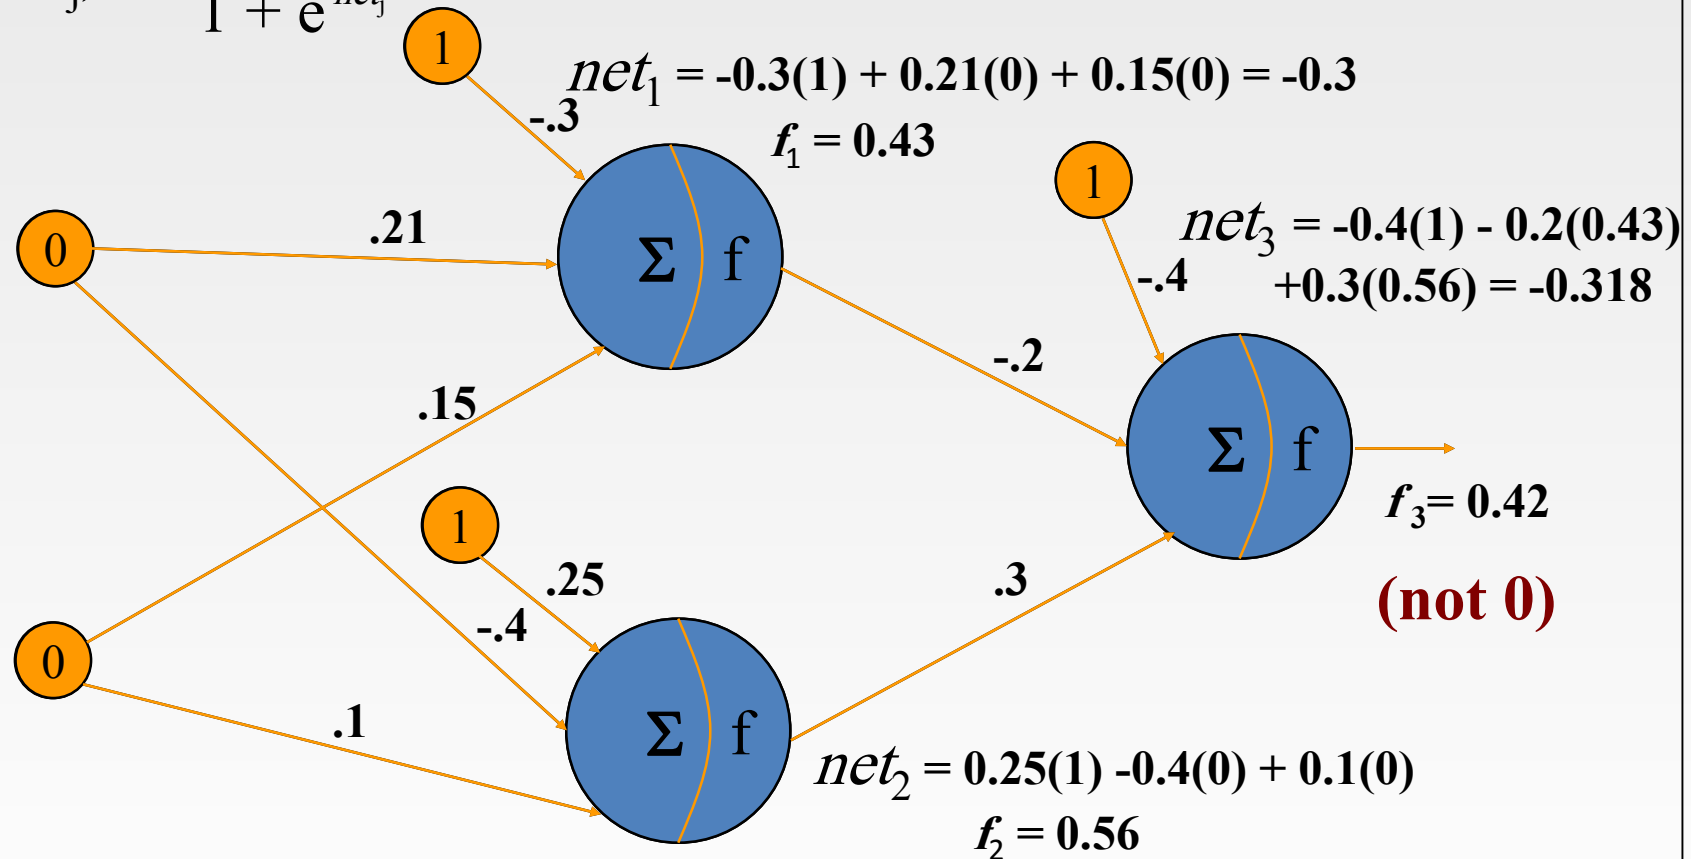 1 + e net j
1
net1 = -0.3(1) + 0.21(0) + 0.15(0) = -0.3
-.3
f1 = 0.43
1
net3 = -0.4(1) - 0.2(0.43)
.21
0
Σ f
-.4
+0.3(0.56) = -0.318
-.2
.15
Σ f
f 3= 0.42
1
.25
.3
(not 0)
-.4
0
.1
Σ f
net2 = 0.25(1) -0.4(0) + 0.1(0)
f2 = 0.56